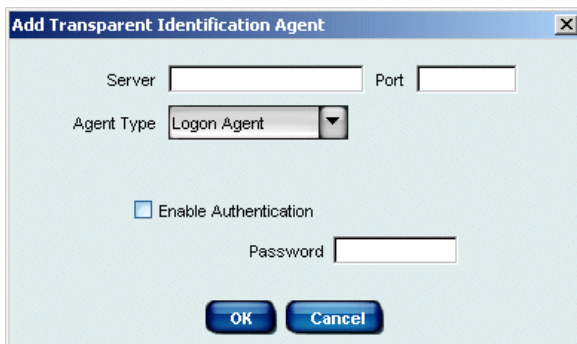 Add Transparent Identification Agent
Server Port
Agent Type Logon Agent
Enable Authentication
Password
OK Cancel